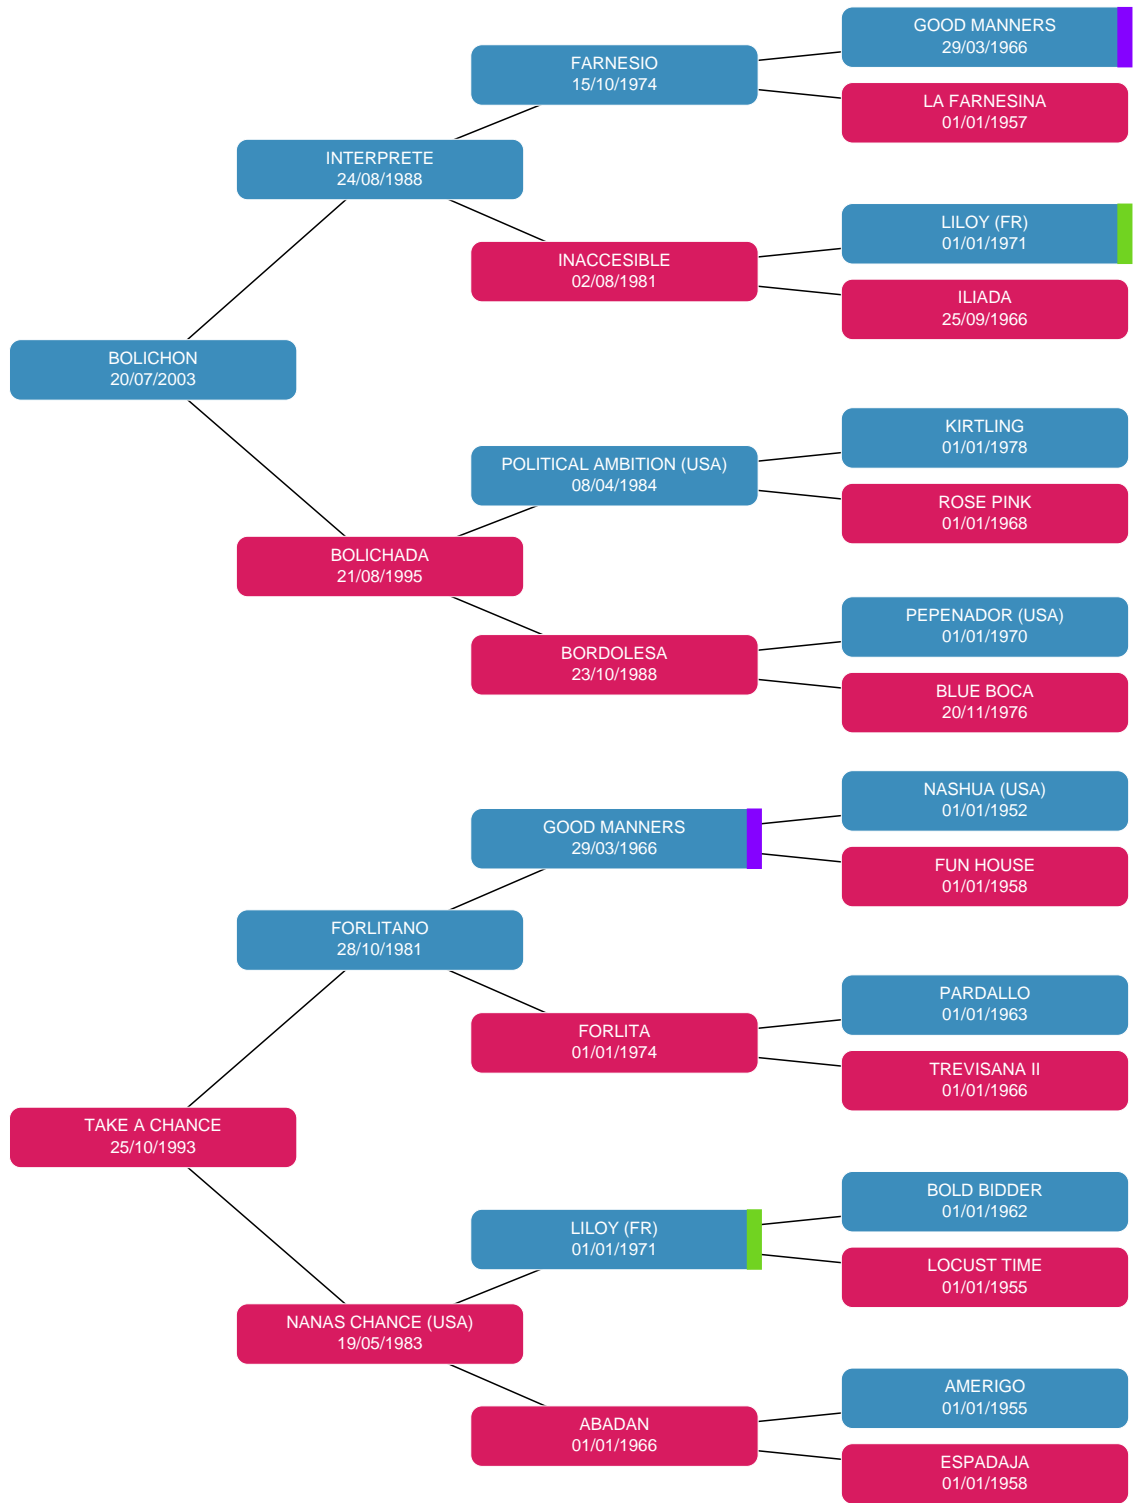 GOOD MANNERS
29/03/1966
FARNESIO
15/10/1974
LA FARNESINA
01/01/1957
INTERPRETE
24/08/1988
LILOY (FR)
01/01/1971
INACCESIBLE
02/08/1981
ILIADA
25/09/1966
BOLICHON
20/07/2003
KIRTLING
01/01/1978
POLITICAL AMBITION (USA)
08/04/1984
ROSE PINK
01/01/1968
BOLICHADA
21/08/1995
PEPENADOR (USA)
01/01/1970
BORDOLESA
23/10/1988
BLUE BOCA
20/11/1976
NASHUA (USA)
01/01/1952
GOOD MANNERS
29/03/1966
FUN HOUSE
01/01/1958
FORLITANO
28/10/1981
PARDALLO
01/01/1963
FORLITA
01/01/1974
TREVISANA II
01/01/1966
TAKE A CHANCE
25/10/1993
BOLD BIDDER
01/01/1962
LILOY (FR)
01/01/1971
LOCUST TIME
01/01/1955
NANAS CHANCE (USA)
19/05/1983
AMERIGO
01/01/1955
ABADAN
01/01/1966
ESPADAJA
01/01/1958